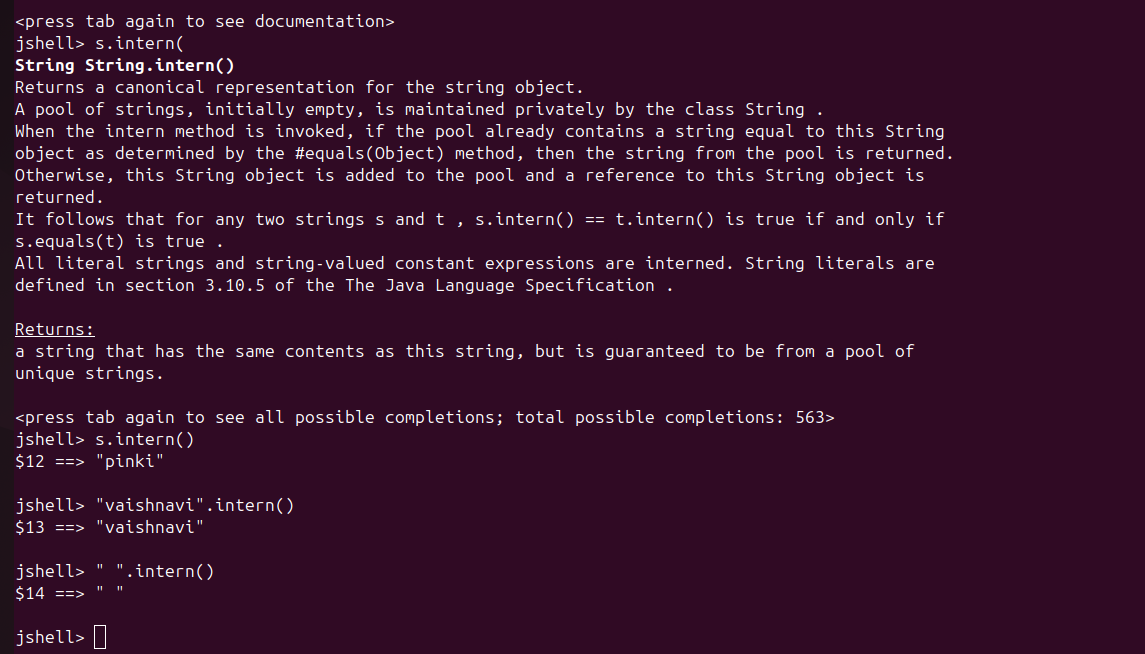 <press tab again to see documentation>
jshell> s.intern(
String String.intern()
Returns a canonical representation for the string object.
A pool of strings, initially empty, is maintained privately by the class String .
When the intern method is invoked, if the pool already contains a string equal to this String
object as determined by the #equals(Object) method, then the string from the pool is returned.
Otherwise, this String object is added to the pool and a reference to this String object is
returned.
It follows that for any two strings s and t , s.intern() == t.intern() is true if and only if
s.equals(t) is true .
All literal strings and string-valued constant expressions are interned. String literals are
defined in section 3.10.5 of the The Java Language Specification .
Returns:
a string that has the same contents as this string, but is guaranteed to be from a pool of
unique strings.
<press tab again to see all possible completions; total possible completions: 563>
jshell> s.intern()
$12 ==> "pinki"
jshell> "vaishnavi".intern()
$13 ==> "vaishnavi"
jshell> " ".intern()
$14 ==> " "
jshell>